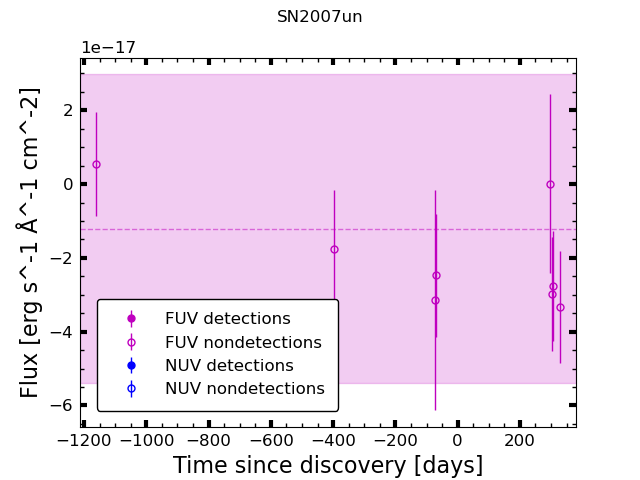 SN2007un
1e−17
Flux [erg s^-1 Å^-1 cm^-2]
2
0
−2
−4
−6
FUV detections
FUV nondetections
NUV detections
NUV nondetections
−1200 −1000 −800 −600 −400 −200 0 200
Time since discovery [days]